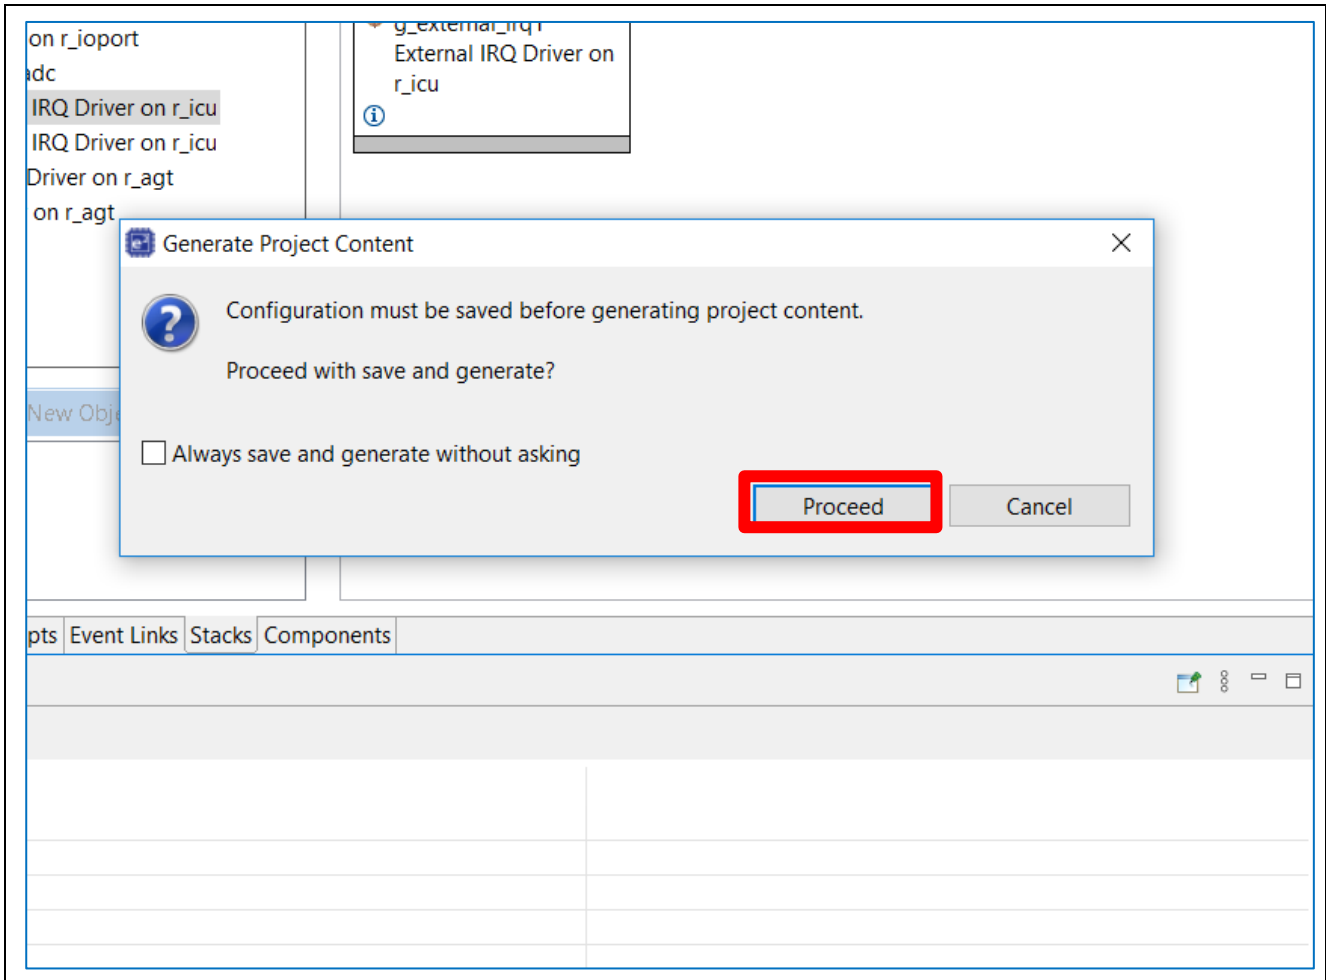 on r_ioport
adc
IRQ Driver on r_icu
IRQ Driver on r_icu
Driver on r_agt
on r_agt
g_external_irq1
External IRQ Driver on
r_icu
Generate Project Content
Configuration must be saved before generating project content.
Proceed with save and generate?
Always save and generate without asking
Proceed Cancel
New Obje
pts Event Links Stacks Components